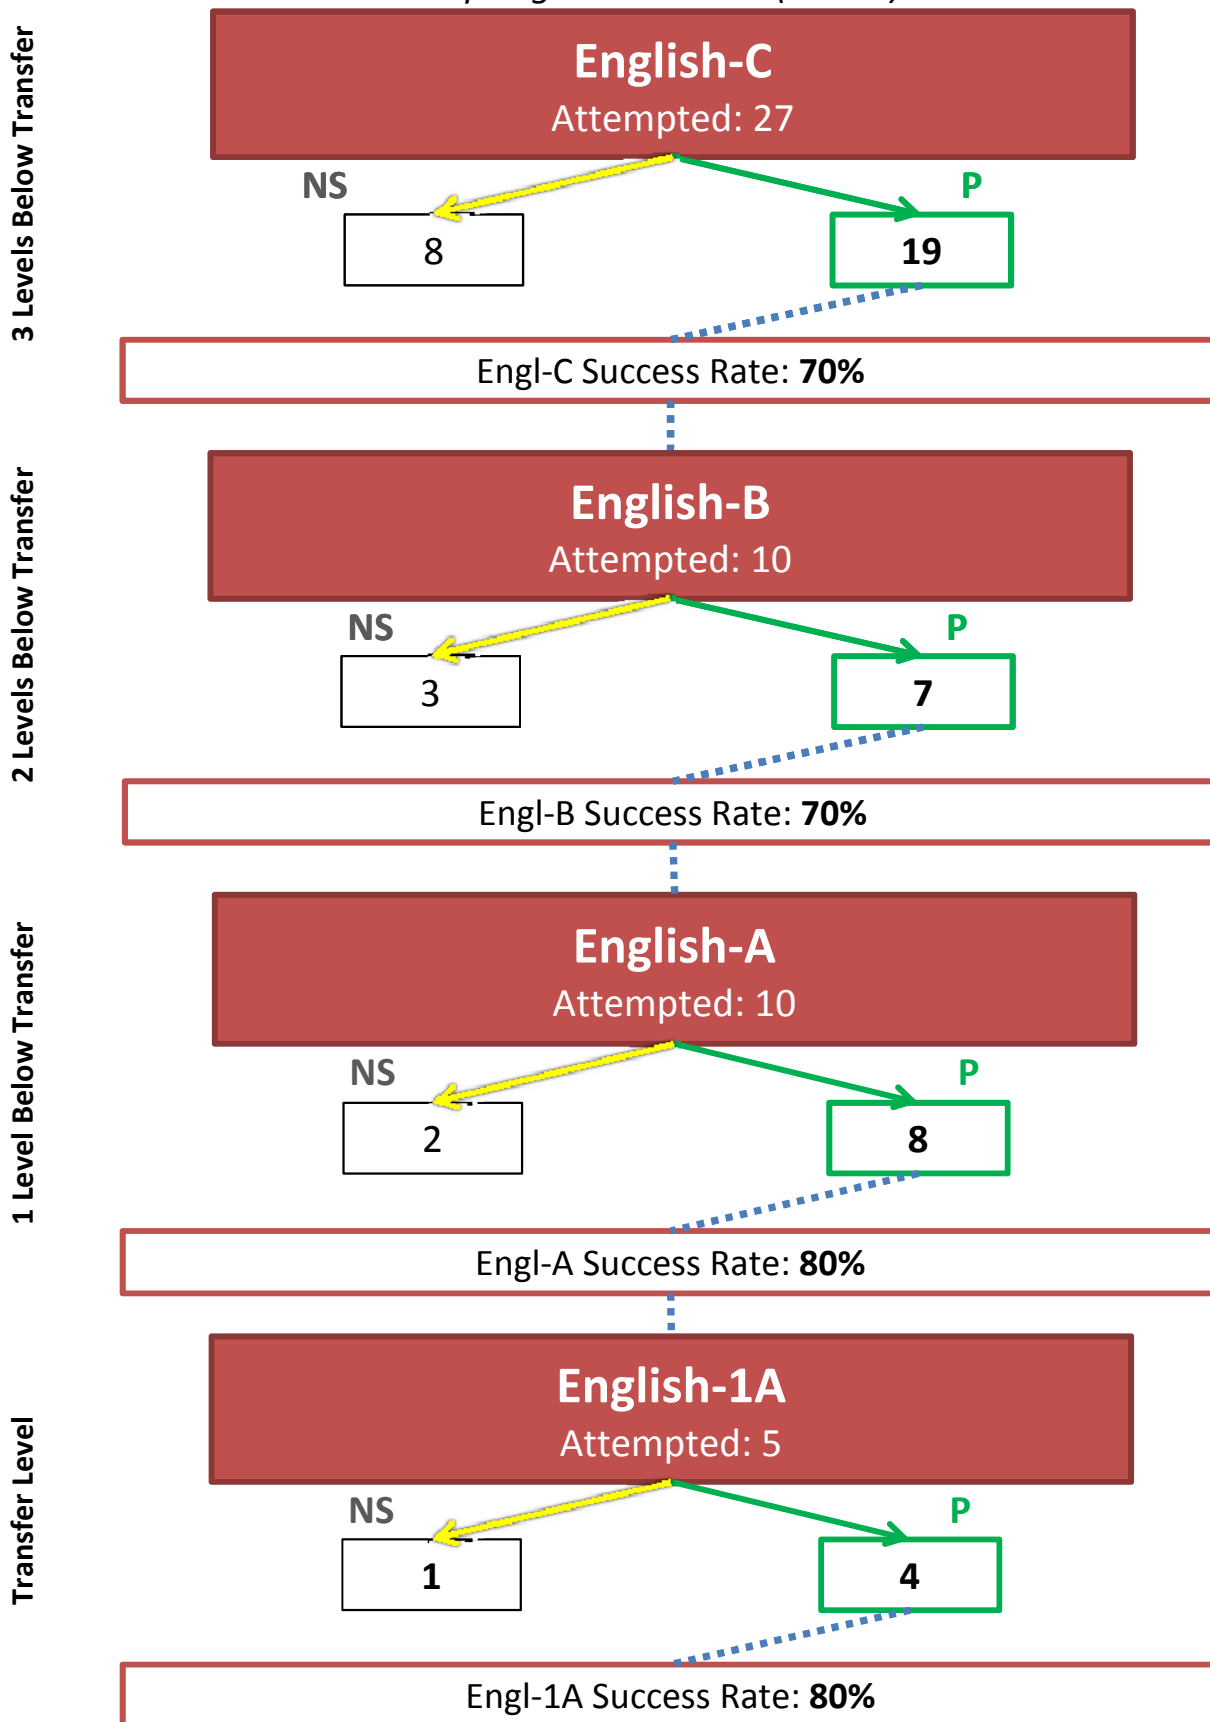 3 Levels Below Transfer
English-C
Attempted: 27
NS
P
8
19
Engl-C Success Rate: 70%
2 Levels Below Transfer
English-B
Attempted: 10
NS
P
3
7
Engl-B Success Rate: 70%
1 Level Below Transfer
English-A
Attempted: 10
NS
P
2
8
Engl-A Success Rate: 80%
Transfer Level
English-1A
Attempted: 5
NS
P
1
4
Engl-1A Success Rate: 80%